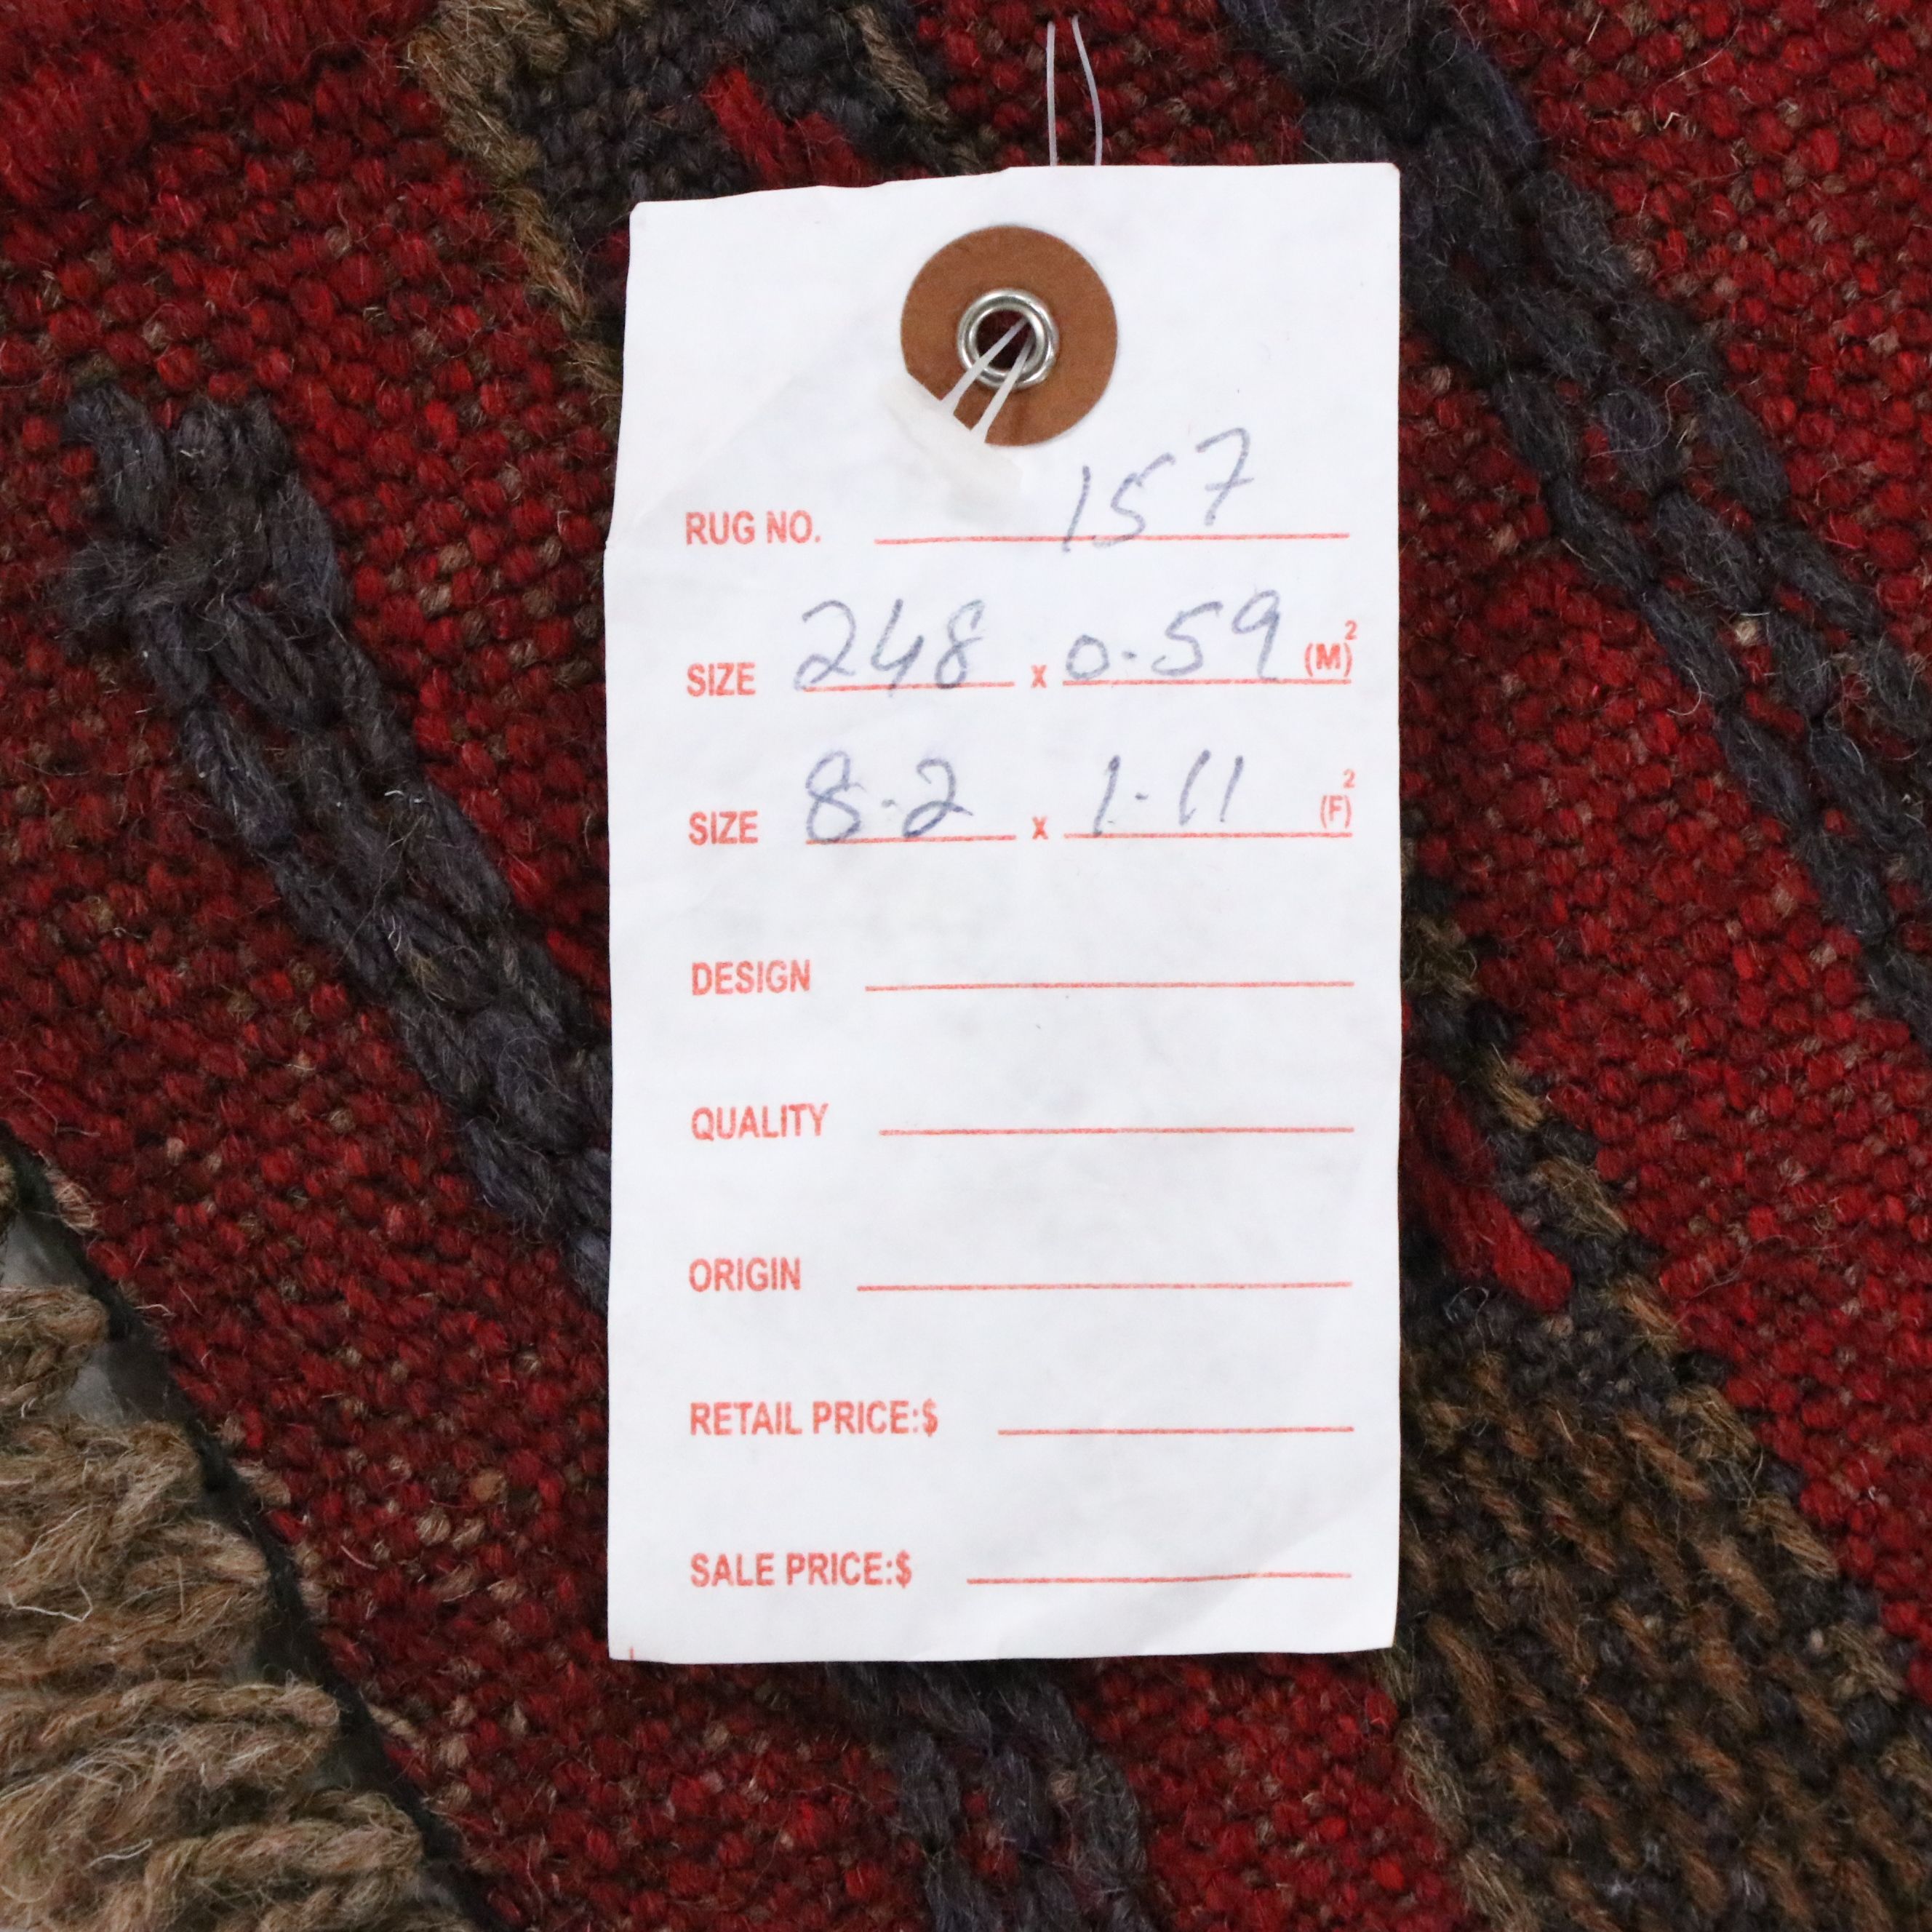 RUG NO. 157
SIZE 248 x 0.59 (M)²
SIZE 8.2 x 1.11 (F)²
DESIGN
QUALITY
ORIGIN
RETAIL PRICE:$
SALE PRICE:$